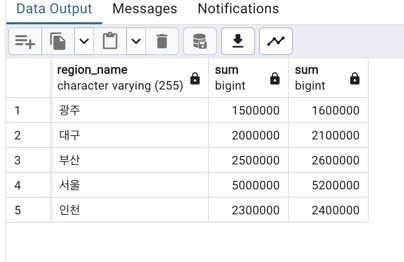 Data Output Messages Notifications
region_name sum sum
character varying (255) bigint bigint
1 광주 1500000 1600000
2 대구 2000000 2100000
3 부산 2500000 2600000
4 서울 5000000 5200000
5 인천 2300000 2400000